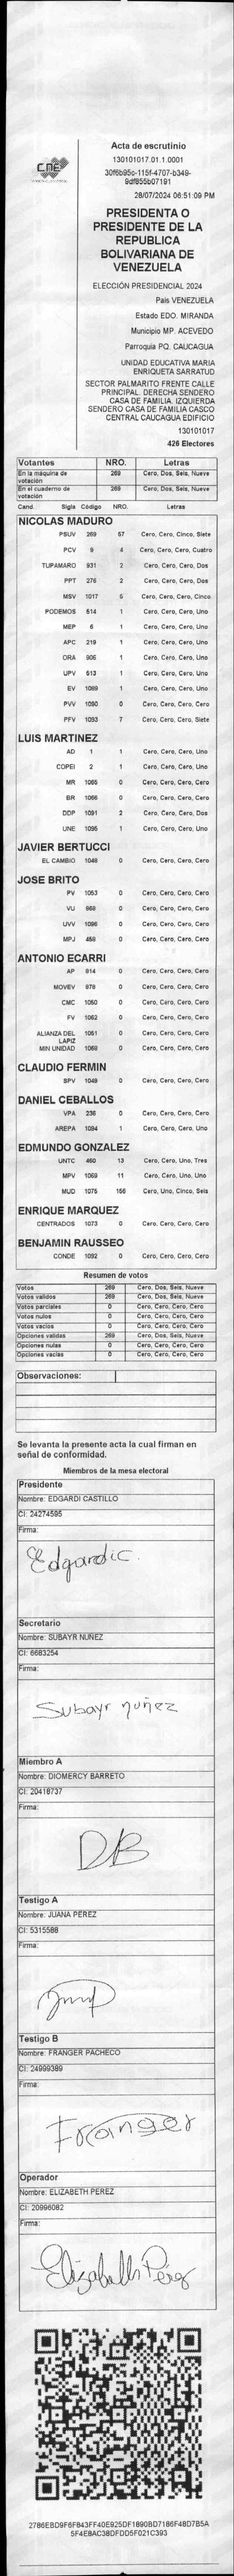 CNE
Acta de escrutinio
130101017.01.1.0001
30f6b95c-115f-4707-b349-
9df855b07191
28/07/2024 06:51:09 PM
PRESIDENTA O
PRESIDENTE DE LA
REPUBLICA
BOLIVARIANA DE
VENEZUELA
ELECCIÓN PRESIDENCIAL 2024
País VENEZUELA
Estado EDO. MIRANDA
Municipio MP. ACEVEDO
Parroquia PQ. CAUCAGUA
UNIDAD EDUCATIVA MARIA
ENRIQUETA SARRATUD
SECTOR PALMARITO FRENTE CALLE
PRINCIPAL. DERECHA SENDERO
CASA DE FAMILIA. IZQUIERDA
SENDERO CASA DE FAMILIA CASCO
CENTRAL CAUCAGUA EDIFICIO
130101017
426 Electores
Votantes NRO. Letras
En la máquina de votación 269 Cero, Dos, Seis, Nueve
En el cuaderno de votación 269 Cero, Dos, Seis, Nueve
Cand. Sigla Código NRO. Letras
NICOLAS MADURO
PSUV 269 67 Cero, Cero, Cinco, Siete
PCV 9 4 Cero, Cero, Cero, Cuatro
TUPAMARO 931 2 Cero, Cero, Cero, Dos
PPT 276 2 Cero, Cero, Cero, Dos
MSV 1017 5 Cero, Cero, Cero, Cinco
PODEMOS 514 1 Cero, Cero, Cero, Uno
MEP 6 1 Cero, Cero, Cero, Uno
APC 219 1 Cero, Cero, Cero, Uno
ORA 906 1 Cero, Cero, Cero, Uno
UPV 513 1 Cero, Cero, Cero, Uno
EV 1089 1 Cero, Cero, Cero, Uno
PVV 1090 0 Cero, Cero, Cero, Cero
PFV 1093 7 Cero, Cero, Cero, Siete
LUIS MARTINEZ
AD 1 1 Cero, Cero, Cero, Uno
COPEI 2 1 Cero, Cero, Cero, Uno
MR 1065 0 Cero, Cero, Cero, Cero
BR 1066 0 Cero, Cero, Cero, Cero
DDP 1091 2 Cero, Cero, Cero, Dos
UNE 1095 1 Cero, Cero, Cero, Uno
JAVIER BERTUCCI
EL CAMBIO 1048 0 Cero, Cero, Cero, Cero
JOSE BRITO
PV 1053 0 Cero, Cero, Cero, Cero
VU 868 0 Cero, Cero, Cero, Cero
UVV 1096 0 Cero, Cero, Cero, Cero
MPJ 458 0 Cero, Cero, Cero, Cero
ANTONIO ECARRI
AP 814 0 Cero, Cero, Cero, Cero
MOVEV 978 0 Cero, Cero, Cero, Cero
CMC 1050 0 Cero, Cero, Cero, Cero
FV 1062 0 Cero, Cero, Cero, Cero
ALIANZA DEL LAPIZ 1051 0 Cero, Cero, Cero, Cero
MIN UNIDAD 1069 0 Cero, Cero, Cero, Cero
CLAUDIO FERMIN
SPV 1049 0 Cero, Cero, Cero, Cero
DANIEL CEBALLOS
VPA 236 0 Cero, Cero, Cero, Cero
AREPA 1094 1 Cero, Cero, Cero, Uno
EDMUNDO GONZALEZ
UNTC 460 13 Cero, Cero, Uno, Tres
MPV 1069 11 Cero, Cero, Uno, Uno
MUD 1075 156 Cero, Uno, Cinco, Seis
ENRIQUE MARQUEZ
CENTRADOS 1073 0 Cero, Cero, Cero, Cero
BENJAMIN RAUSSEO
CONDE 1092 0 Cero, Cero, Cero, Cero
Resumen de votos
Votos 269 Cero, Dos, Seis, Nueve
Votos validos 269 Cero, Dos, Seis, Nueve
Votos parciales 0 Cero, Cero, Cero, Cero
Votos nulos 0 Cero, Cero, Cero, Cero
Votos vacíos 0 Cero, Cero, Cero, Cero
Opciones validas 269 Cero, Dos, Seis, Nueve
Opciones nulas 0 Cero, Cero, Cero, Cero
Opciones vacías 0 Cero, Cero, Cero, Cero
Observaciones:
Se levanta la presente acta la cual firman en
señal de conformidad.
Miembros de la mesa electoral
Presidente
Nombre: EDGARDI CASTILLO
CI: 24274595
Firma:
Edgardi C.
Secretario
Nombre: SUBAYR NUÑEZ
CI: 6683254
Firma:
Subayr nuñez
Miembro A
Nombre: DIOMERCY BARRETO
CI: 20418737
Firma:
DB
Testigo A
Nombre: JUANA PEREZ
CI: 5315588
Firma:
Testigo B
Nombre: FRANGER PACHECO
CI: 24999389
Firma:
Franger
Operador
Nombre: ELIZABETH PEREZ
CI: 20996082
Firma:
Elizabeth Pérez
2786EBD9F6F843FF40E925DF1890BD7186F48D7B5A
5F4E8AC38DFDD5F021C393